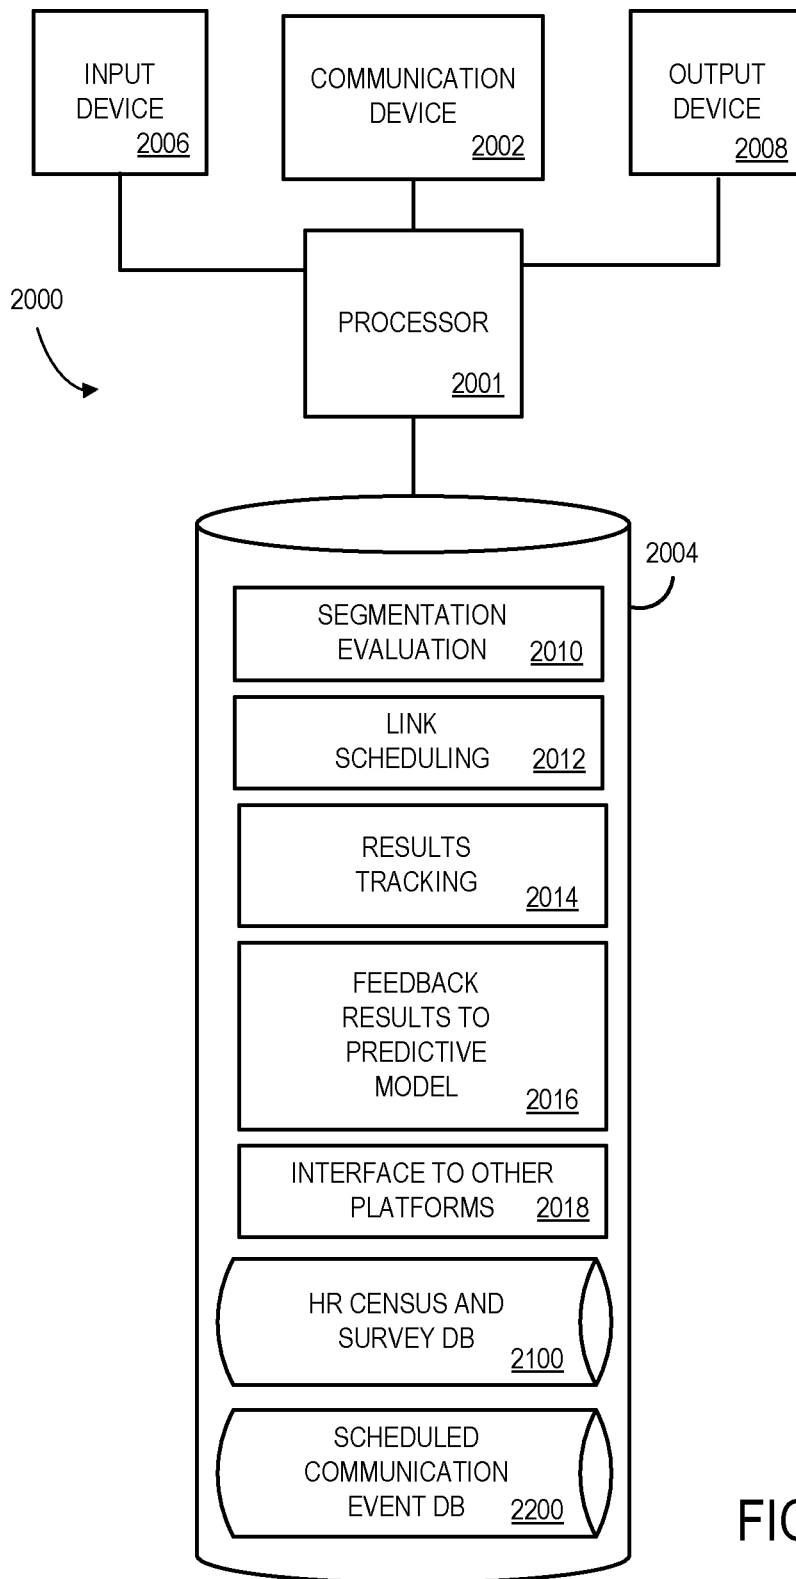 INPUT
DEVICE
2006
COMMUNICATION
DEVICE
2002
OUTPUT
DEVICE
2008
2000
PROCESSOR
2001
2004
SEGMENTATION
EVALUATION 2010
LINK
SCHEDULING 2012
RESULTS
TRACKING
2014
FEEDBACK
RESULTS TO
PREDICTIVE
MODEL
2016
INTERFACE TO OTHER
PLATFORMS 2018
HR CENSUS AND
SURVEY DB
2100
SCHEDULED
COMMUNICATION
EVENT DB 2200